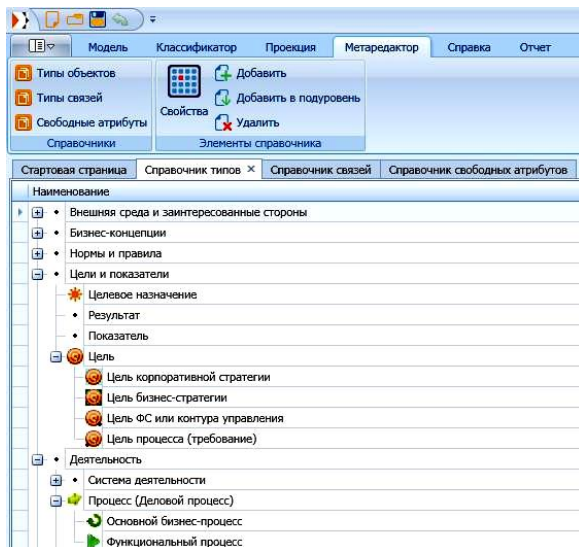 Модель Классификатор Проекция Метаредактор Справка Отчет
Типы объектов
Типы связей
Свободные атрибуты
Справочники
Свойства
Добавить
Добавить в подуровень
Удалить
Элементы справочника
Стартовая страница Справочник типов × Справочник связей Справочник свободных атрибутов
Наименование
Внешняя среда и заинтересованные стороны
Бизнес-концепции
Нормы и правила
Цели и показатели
Целевое назначение
Результат
Показатель
Цель
Цель корпоративной стратегии
Цель бизнес-стратегии
Цель ФС или контура управления
Цель процесса (требование)
Деятельность
Система деятельности
Процесс (Деловой процесс)
Основной бизнес-процесс
Функциональный процесс